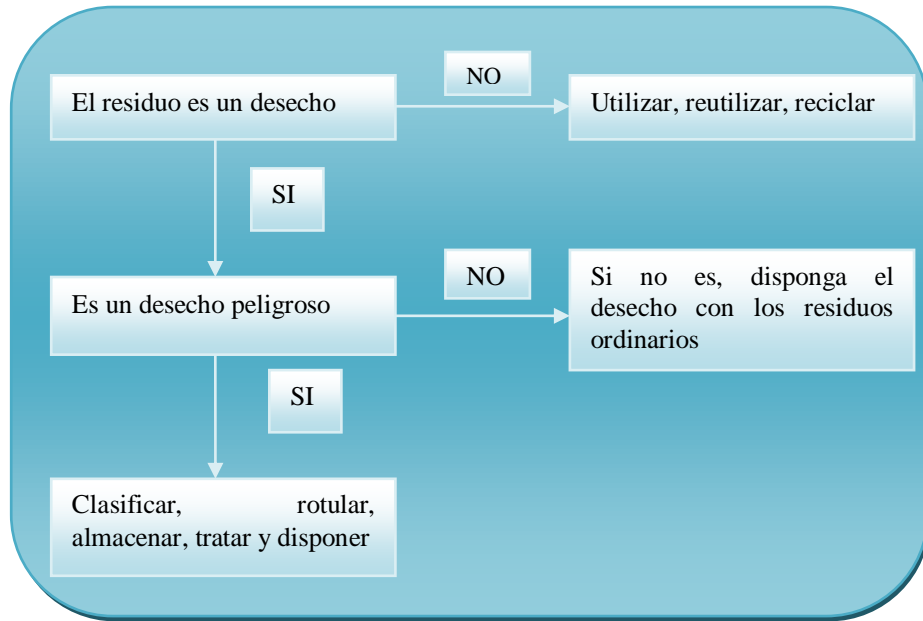 El residuo es un desecho
NO
Utilizar, reutilizar, reciclar
SI
Es un desecho peligroso
NO
Si no es, disponga el
desecho con los residuos
ordinarios
SI
Clasificar, rotular,
almacenar, tratar y disponer